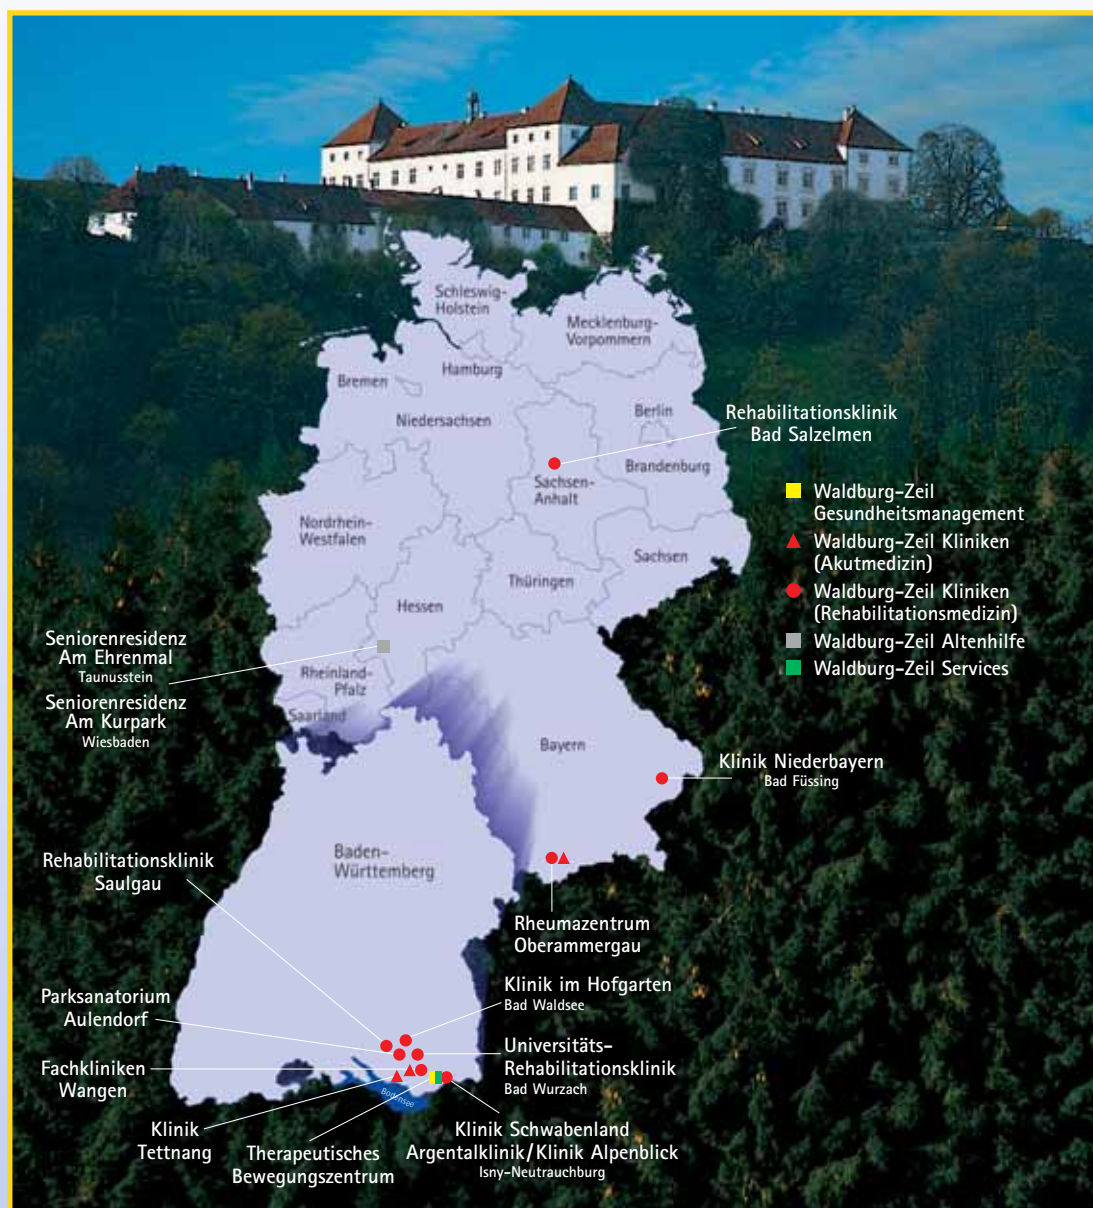 Schleswig-
Holstein
Mecklenburg-
Vorpommern
Hamburg
Bremen
Niedersachsen
Berlin
Brandenburg
Sachsen-
Anhalt
Nordrhein-
Westfalen
Sachsen
Thüringen
Hessen
Rheinland-
Pfalz
Saarland
Bayern
Baden-
Württemberg
Bodensee
Rehabilitationsklinik
Bad Salzelmen
Waldburg-Zeil
Gesundheitsmanagement
Waldburg-Zeil Kliniken
(Akutmedizin)
Waldburg-Zeil Kliniken
(Rehabilitationsmedizin)
Waldburg-Zeil Altenhilfe
Waldburg-Zeil Services
Seniorenresidenz
Am Ehrenmal
Taunusstein
Seniorenresidenz
Am Kurpark
Wiesbaden
Klinik Niederbayern
Bad Füssing
Rehabilitationsklinik
Saulgau
Rheumazentrum
Oberammergau
Klinik im Hofgarten
Bad Waldsee
Parksanatorium
Aulendorf
Universitäts-
Rehabilitationsklinik
Bad Wurzach
Fachkliniken
Wangen
Klinik
Tettnang
Therapeutisches
Bewegungszentrum
Klinik Schwabenland
Argentalklinik/Klinik Alpenblick
Isny-Neutrauchburg